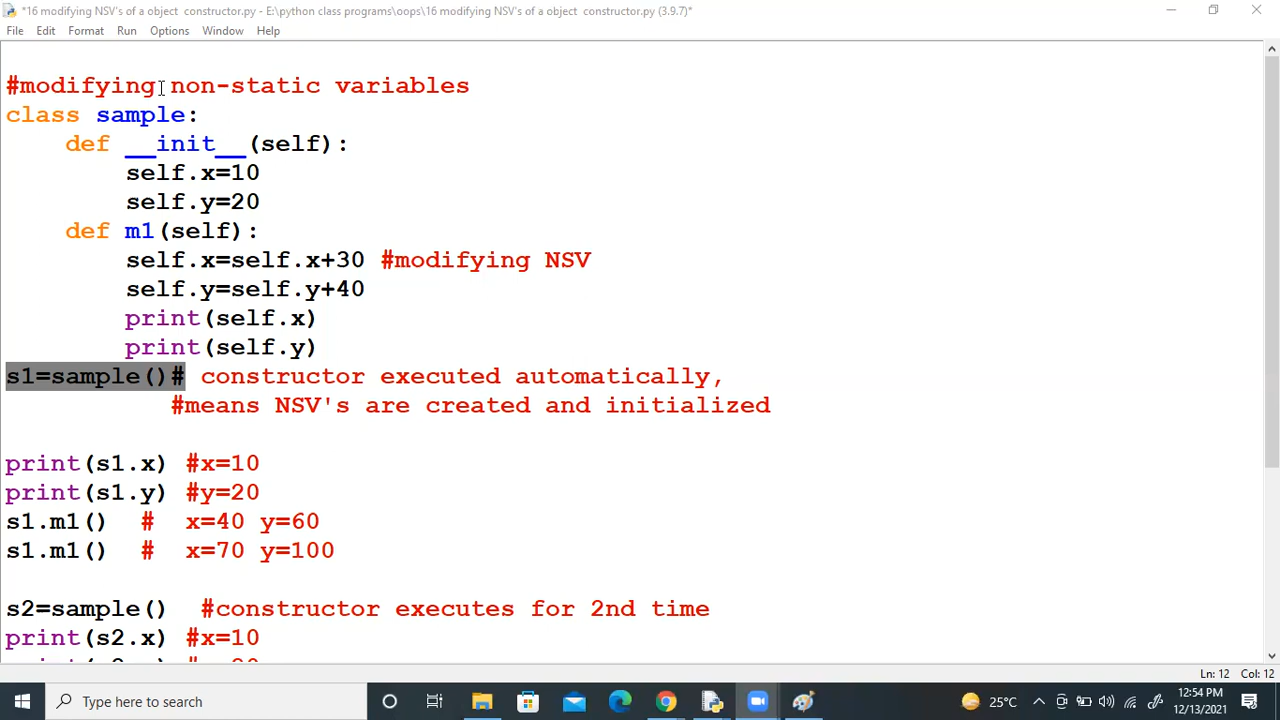 *16 modifying NSV's of a object  constructor.py - E:\python class programs\oops\16 modifying NSV's of a object  constructor.py (3.9.7)*
File Edit Format Run Options Window Help
#modifying non-static variables
class sample:
    def __init__(self):
        self.x=10
        self.y=20
    def m1(self):
        self.x=self.x+30 #modifying NSV
        self.y=self.y+40
        print(self.x)
        print(self.y)
s1=sample()# constructor executed automatically,
           #means NSV's are created and initialized
print(s1.x) #x=10
print(s1.y) #y=20
s1.m1()  #  x=40 y=60
s1.m1()  #  x=70 y=100
s2=sample()  #constructor executes for 2nd time
print(s2.x) #x=10
Ln: 12 Col: 12
Type here to search
25°C
12:54 PM
12/13/2021